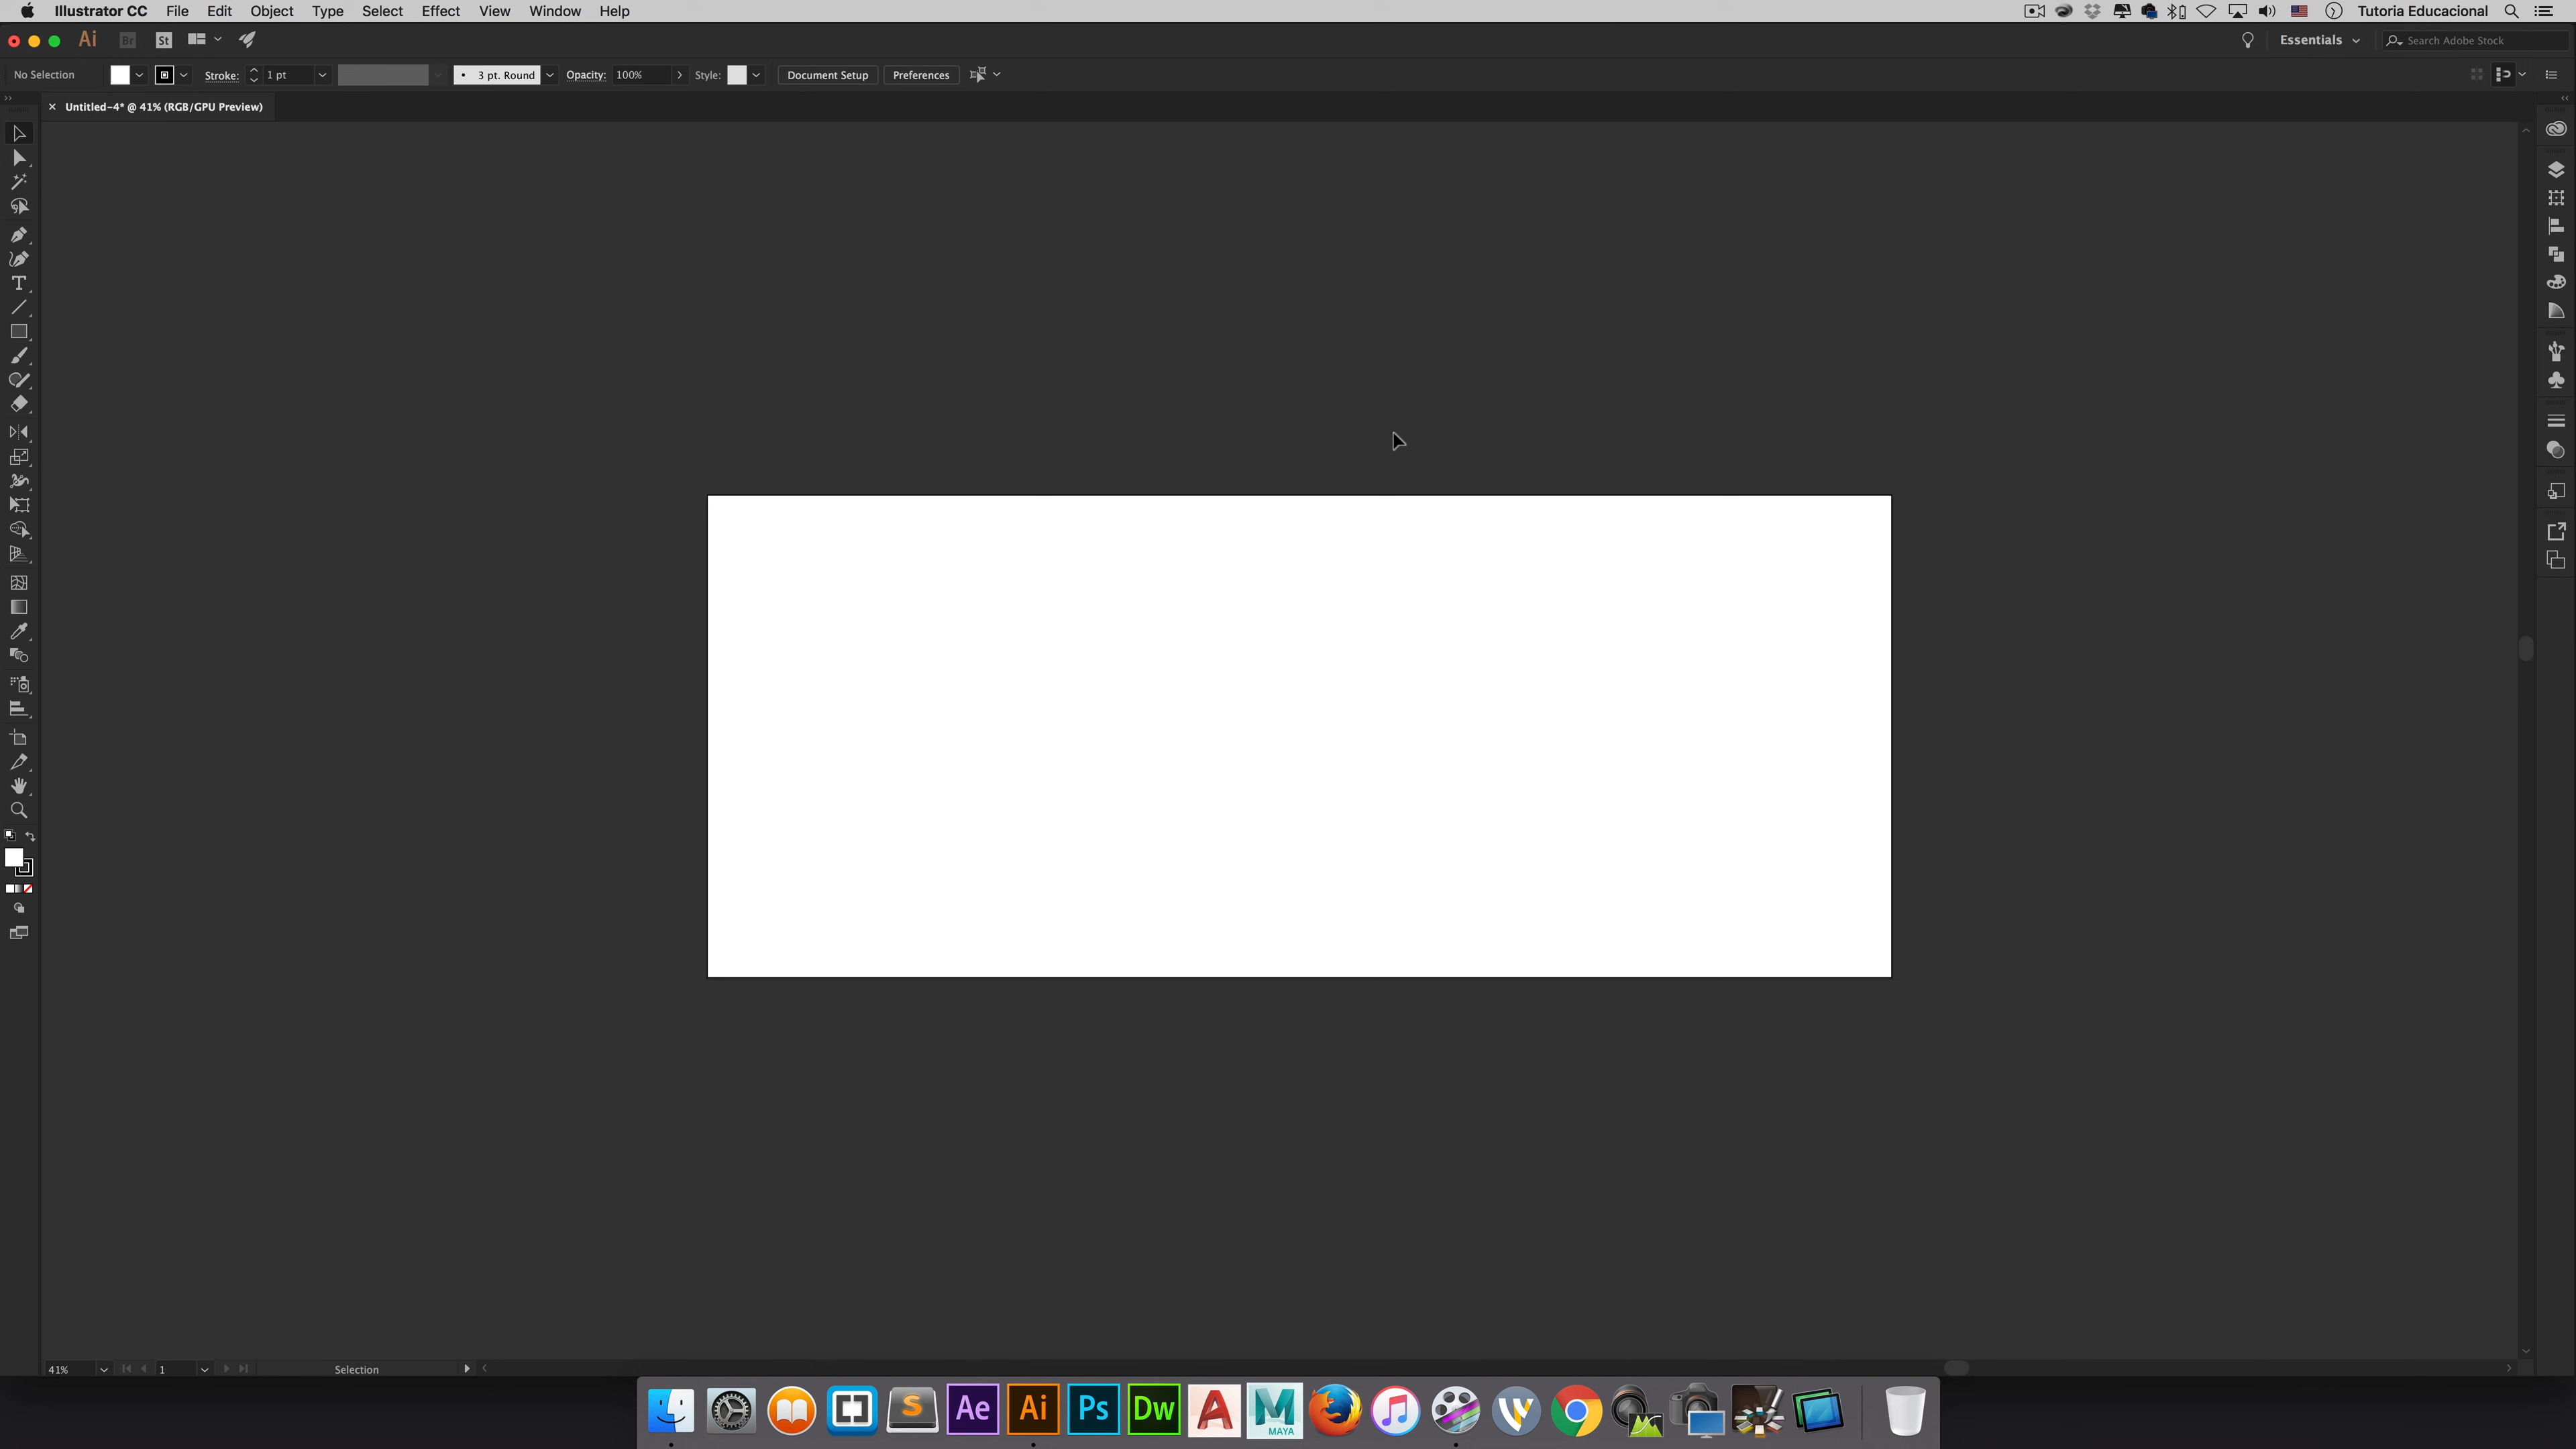 Illustrator CC File Edit Object Type Select Effect View Window Help Tutoria Educacional
Ai Br St Essentials Search Adobe Stock
No Selection Stroke: 1 pt 3 pt. Round Opacity: 100% Style: Document Setup Preferences
Untitled-4* @ 41% (RGB/GPU Preview)
T
41% 1 Selection
S Ae Ai Ps Dw A M
MAYA